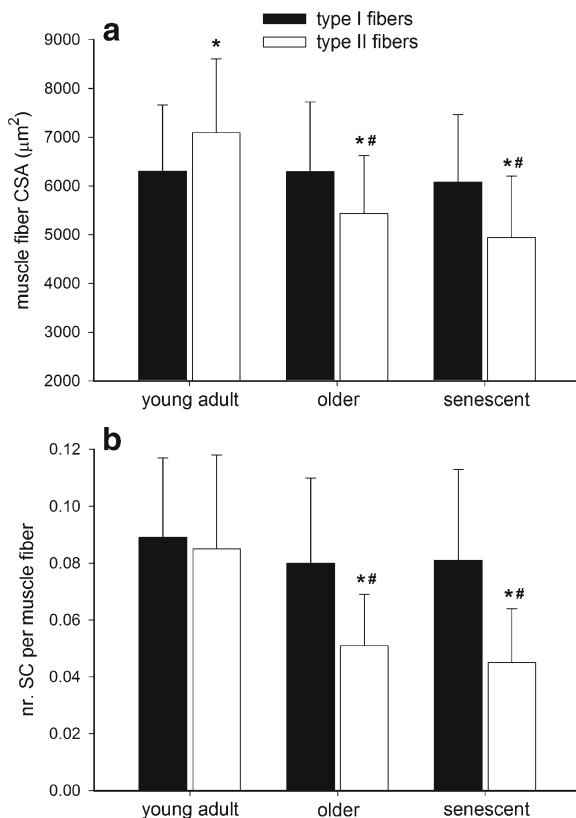 a
type I fibers
type II fibers
muscle fiber CSA (μm²)
9000
8000
7000
6000
5000
4000
3000
2000
*
*#
*#
young adult
older
senescent
b
nr. SC per muscle fiber
0.12
0.10
0.08
0.06
0.04
0.02
0.00
*#
*#
young adult
older
senescent